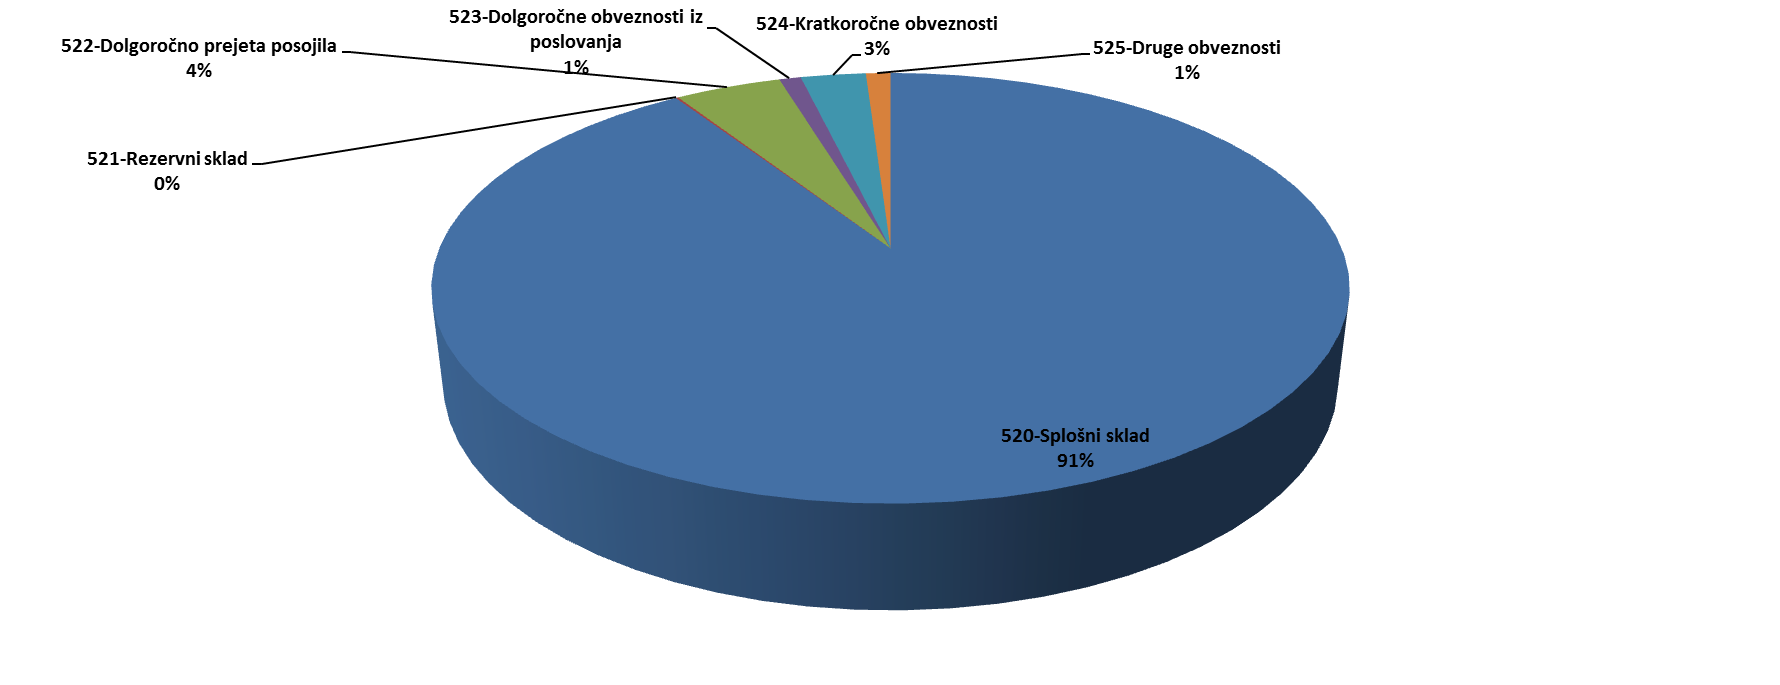 523-Dolgoročne obveznosti iz
poslovanja
1%
524-Kratkoročne obveznosti
3%
522-Dolgoročno prejeta posojila
4%
525-Druge obveznosti
1%
521-Rezervni sklad
0%
520-Splošni sklad
91%